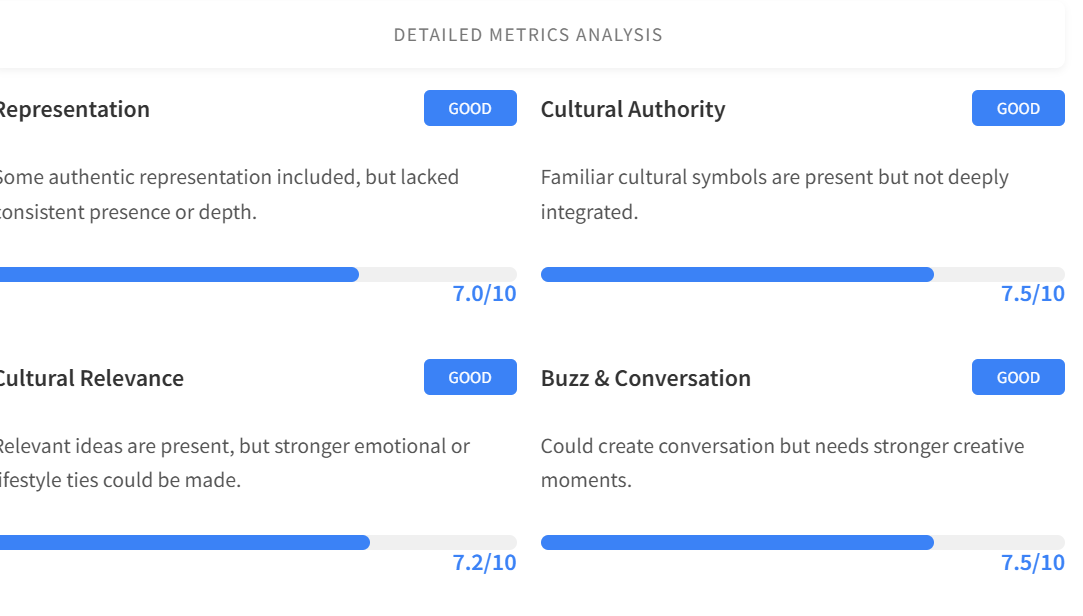 DETAILED METRICS ANALYSIS
Representation
GOOD
Some authentic representation included, but lacked
consistent presence or depth.
7.0/10
Cultural Authority
GOOD
Familiar cultural symbols are present but not deeply
integrated.
7.5/10
Cultural Relevance
GOOD
Relevant ideas are present, but stronger emotional or
lifestyle ties could be made.
7.2/10
Buzz & Conversation
GOOD
Could create conversation but needs stronger creative
moments.
7.5/10